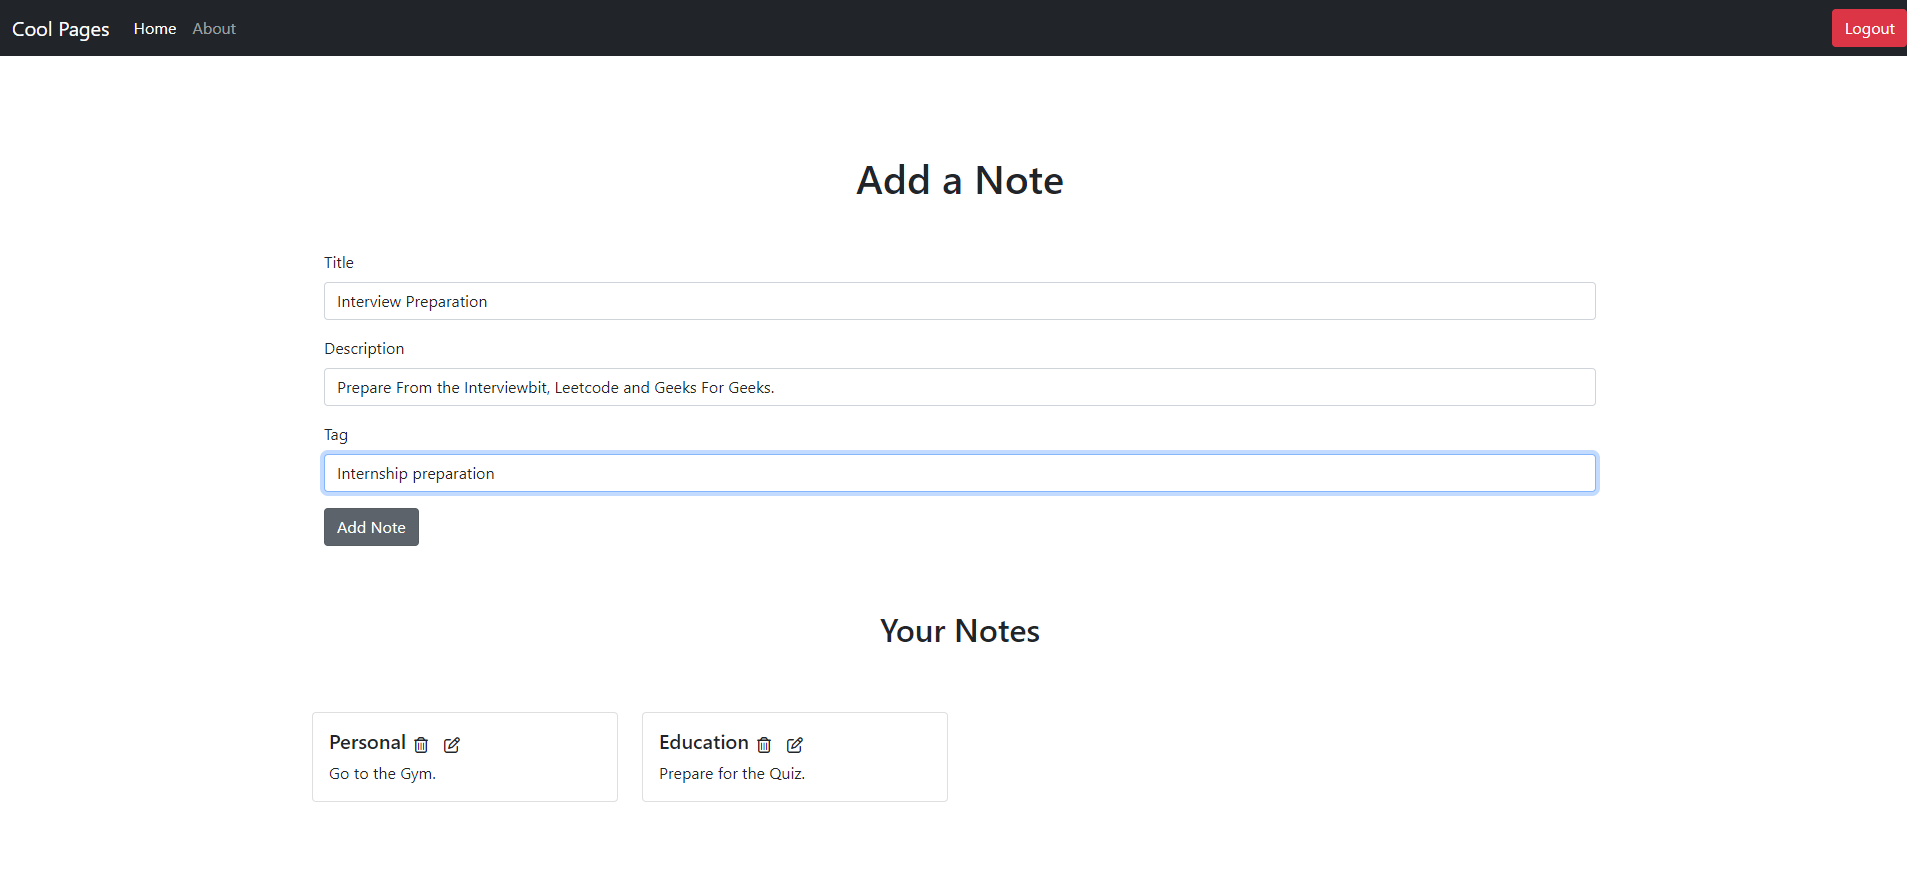 Cool Pages Home About Logout
Add a Note
Title
Interview Preparation
Description
Prepare From the Interviewbit, Leetcode and Geeks For Geeks.
Tag
Internship preparation
Add Note
Your Notes
Personal
Go to the Gym.
Education
Prepare for the Quiz.